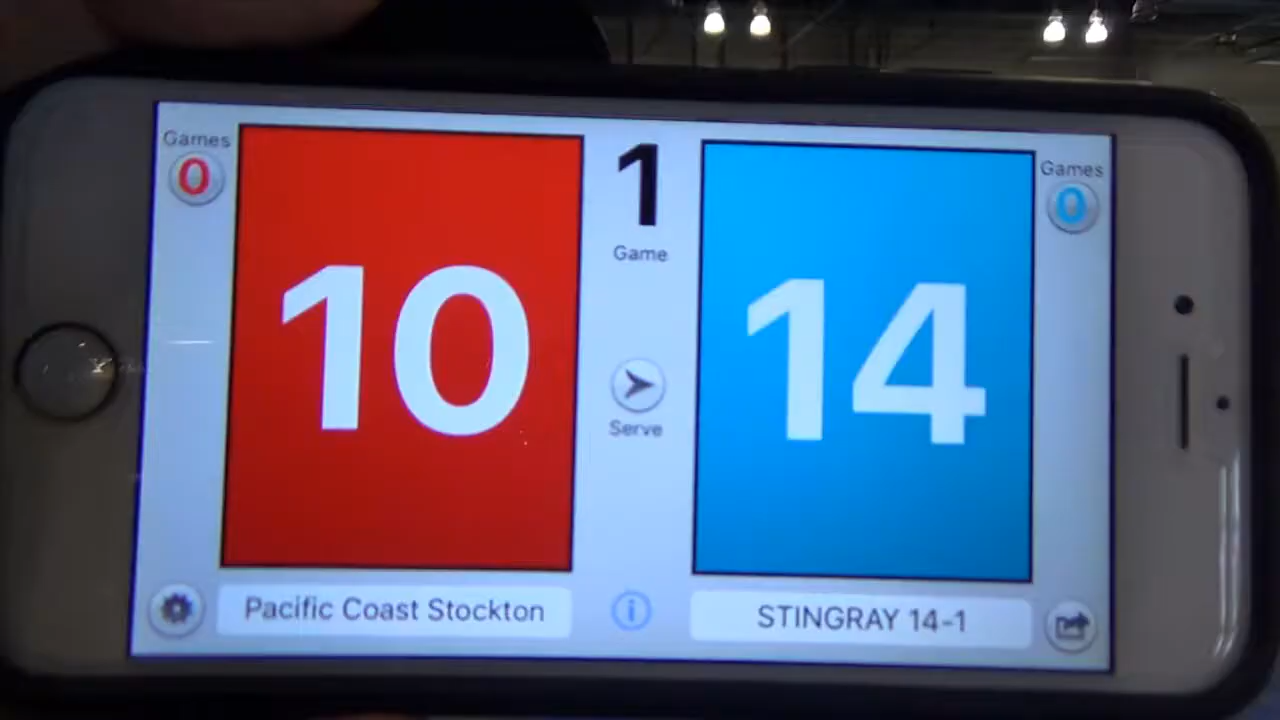 Games
0
10
1
Game
Serve
14
Games
0
Pacific Coast Stockton
STINGRAY 14-1